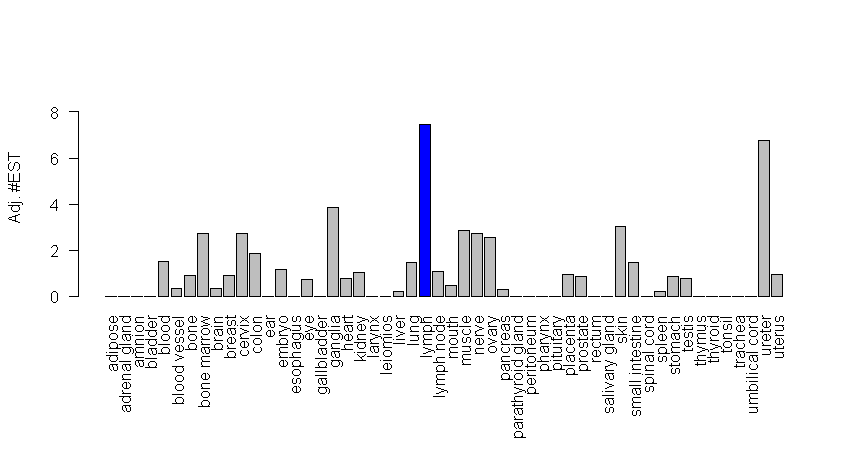 Adj. #EST
8
6
4
2
0
adipose
adrenal gland
amnion
bladder
blood
blood vessel
bone
bone marrow
brain
breast
cervix
colon
ear
embryo
esophagus
eye
gallbladder
ganglia
heart
kidney
larynx
leiomios
liver
lung
lymph
lymph node
mouth
muscle
nerve
ovary
pancreas
parathyroid gland
peritoneum
pharynx
pituitary
placenta
prostate
rectum
salivary gland
skin
small intestine
spinal cord
spleen
stomach
testis
thymus
thyroid
tonsil
trachea
umbilical cord
ureter
uterus